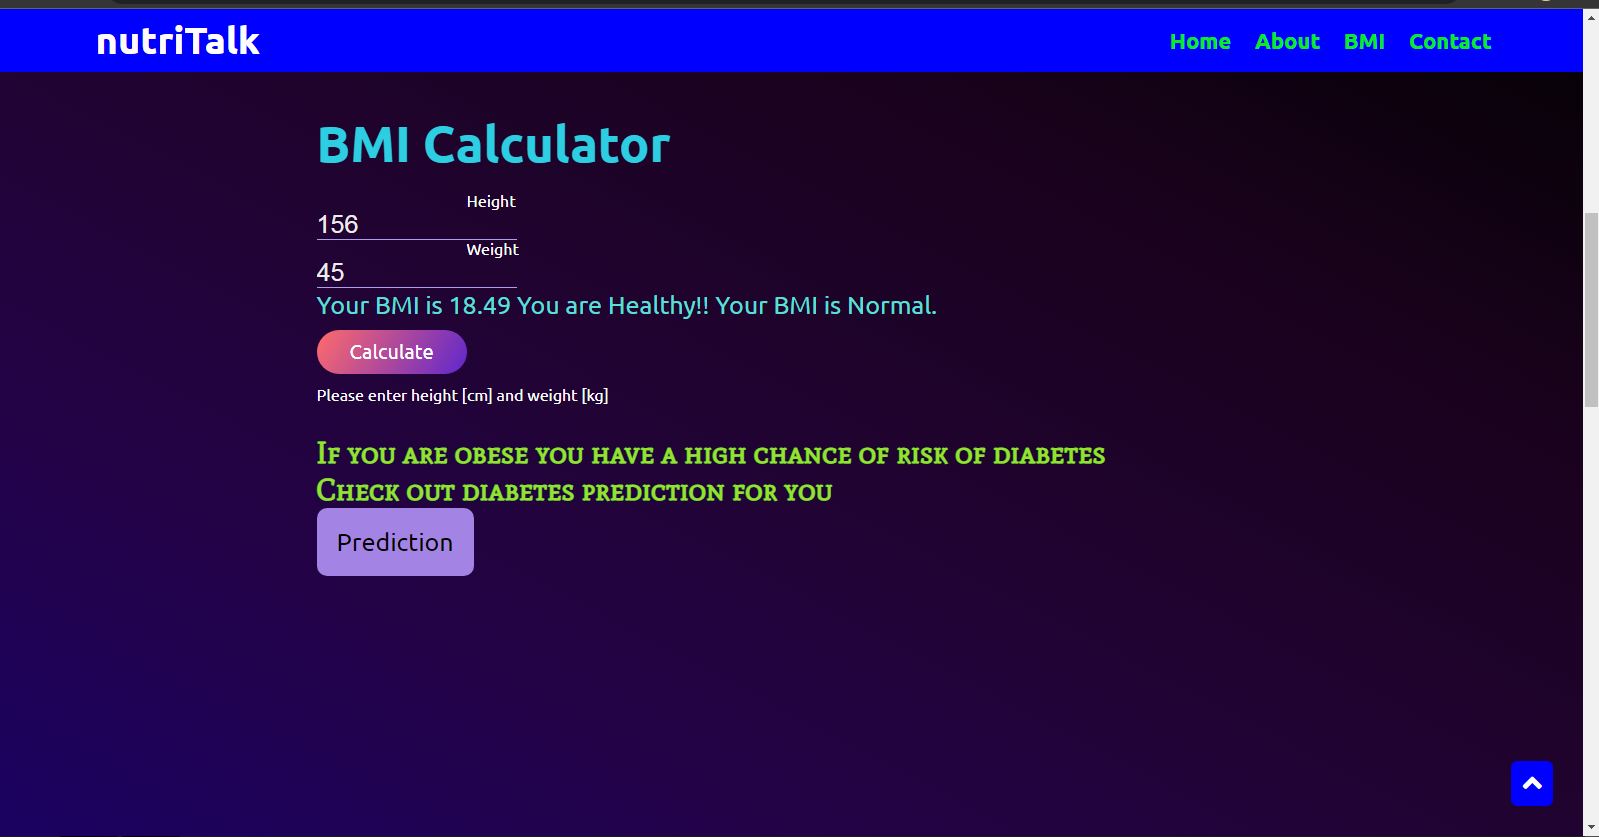 nutriTalk
Home About BMI Contact
BMI Calculator
Height
156
Weight
45
Your BMI is 18.49 You are Healthy!! Your BMI is Normal.
Calculate
Please enter height [cm] and weight [kg]
If you are obese you have a high chance of risk of diabetes
Check out diabetes prediction for you
Prediction